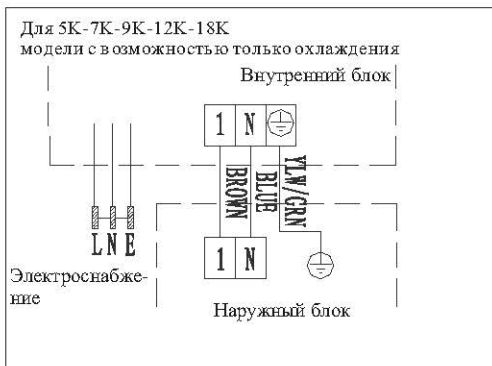 Для 5K-7K-9K-12K-18K
модели с возможностью только охлаждения
Внутренний блок
1 N
BROWN
BLUE
YLW/GRN
L N E
1 N
Электроснабже-
ние
Наружный блок